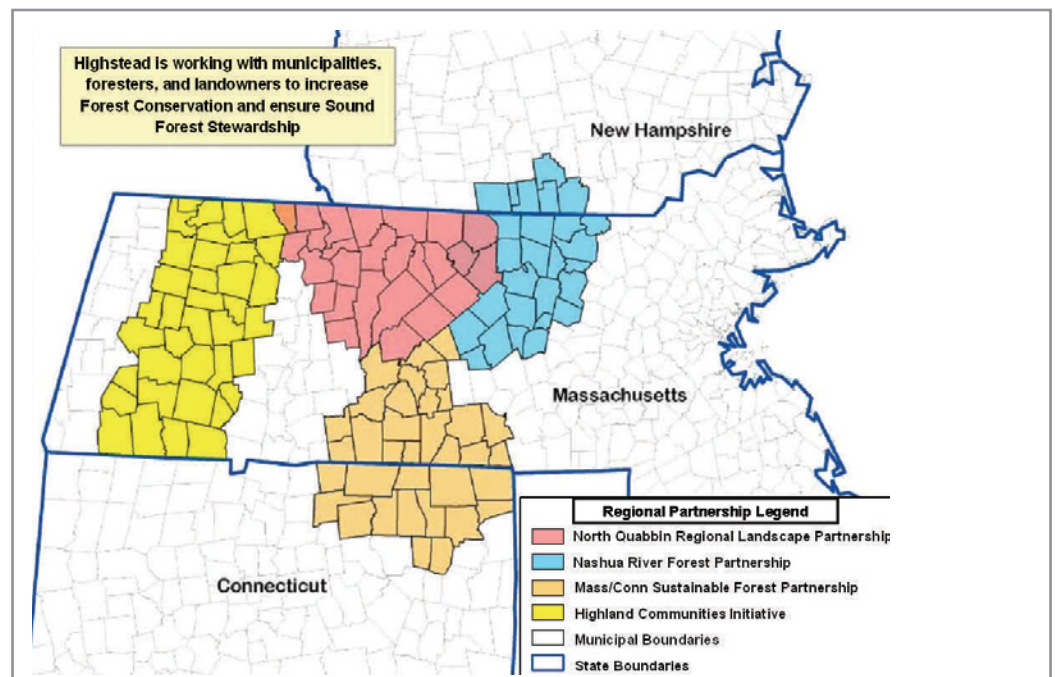 Highstead is working with municipalities,
foresters, and landowners to increase
Forest Conservation and ensure Sound
Forest Stewardship
New Hampshire
Massachusetts
Connecticut
Regional Partnership Legend
North Quabbin Regional Landscape Partnership
Nashua River Forest Partnership
Mass/Conn Sustainable Forest Partnership
Highland Communities Initiative
Municipal Boundaries
State Boundaries